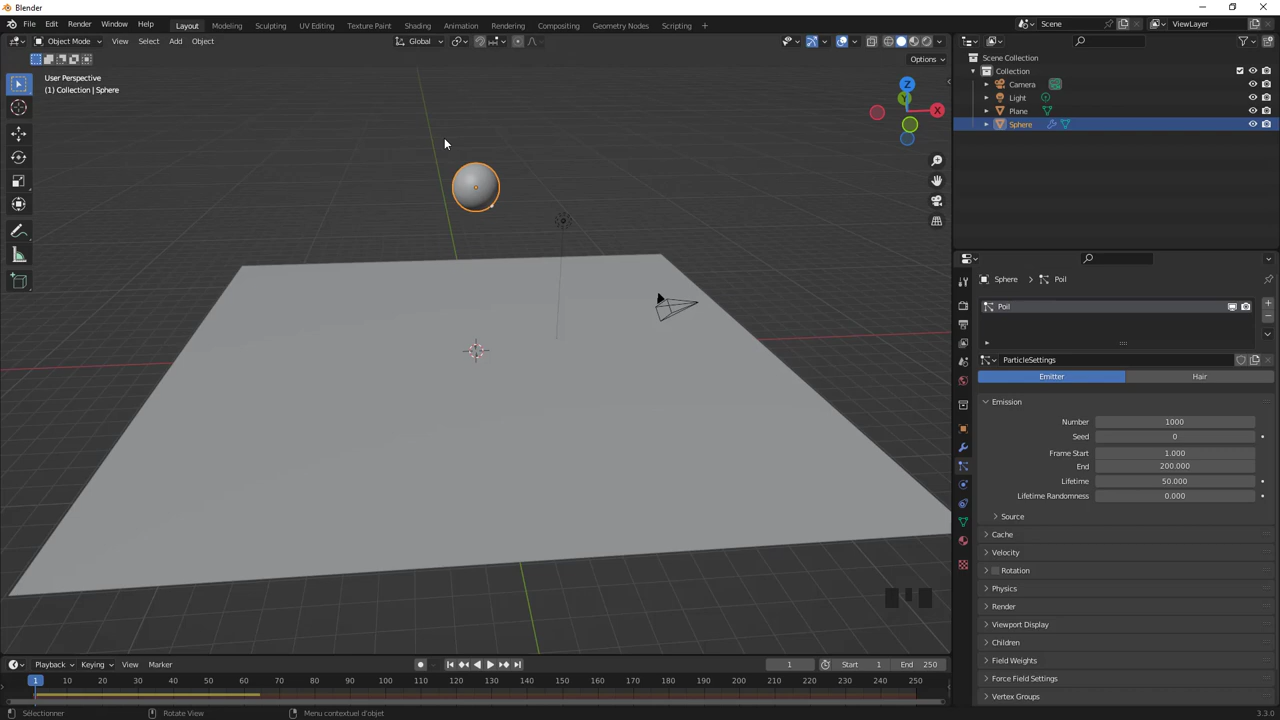 Blender
File Edit Render Window Help Layout Modeling Sculpting UV Editing Texture Paint Shading Animation Rendering Compositing Geometry Nodes Scripting + Scene ViewLayer
Object Mode View Select Add Object Global
Options
User Perspective
(1) Collection | Sphere
Z
Y
X
Scene Collection
Collection
Camera
Light
Plane
Sphere
Sphere > Poil
Poil
ParticleSettings
Emitter Hair
Emission
Number 1000
Seed 0
Frame Start 1.000
End 200.000
Lifetime 50.000
Lifetime Randomness 0.000
Source
Cache
Velocity
Rotation
Physics
Render
Viewport Display
Children
Field Weights
Force Field Settings
Vertex Groups
Playback Keying View Marker 1 Start 1 End 250
1 10 20 30 40 50 60 70 80 90 100 110 120 130 140 150 160 170 180 190 200 210 220 230 240 250
Sélectionner Rotate View Menu contextuel d'objet 3.3.0